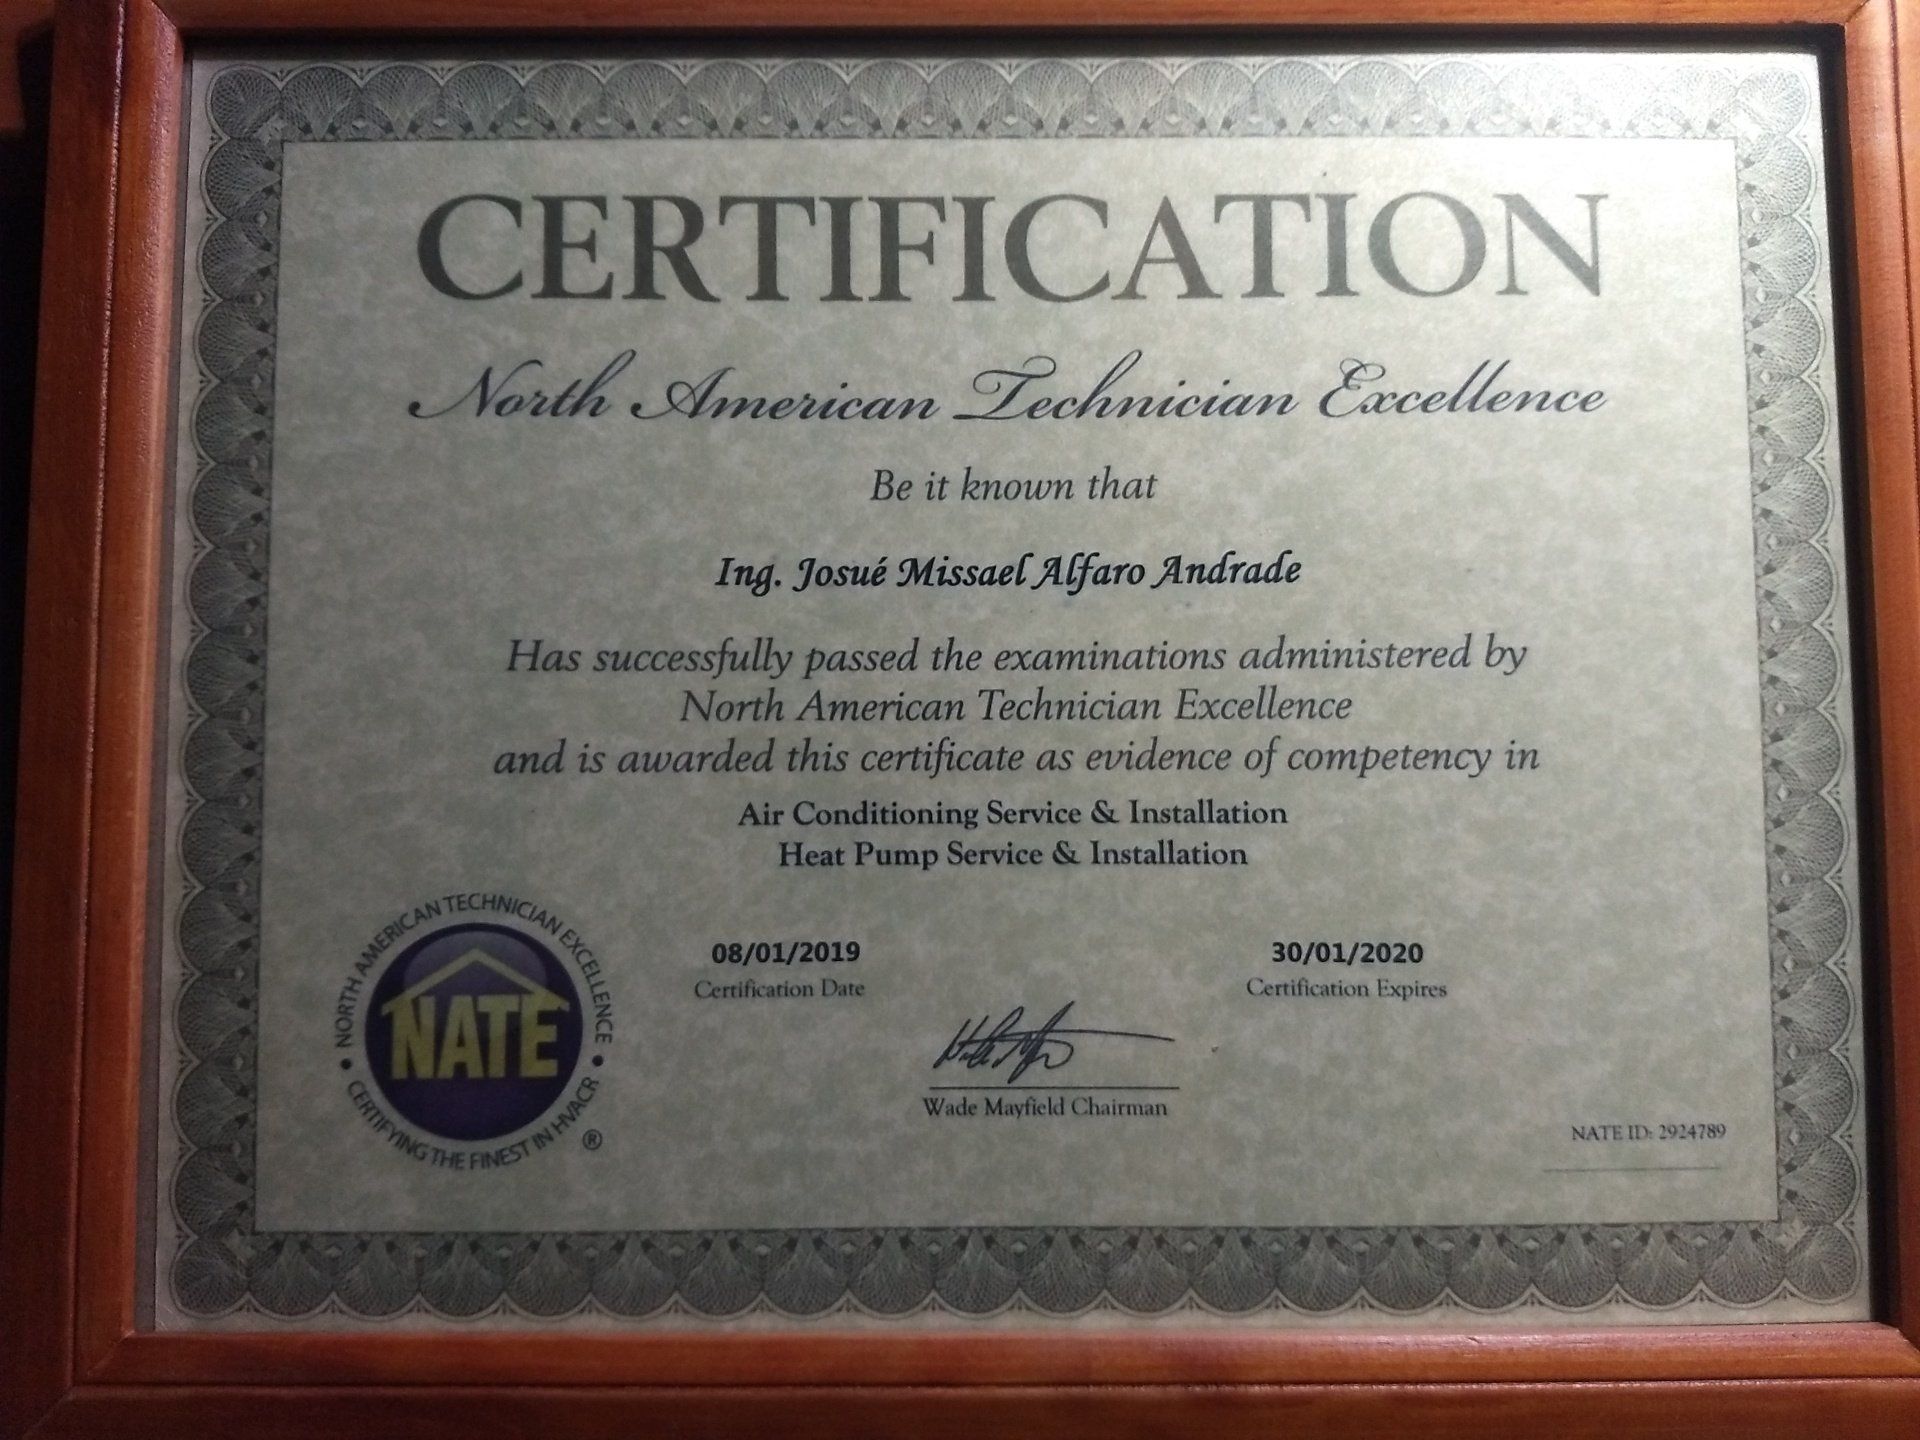 CERTIFICATION
North American Technician Excellence
Be it known that
Ing. Josué Missael Alfaro Andrade
Has successfully passed the examinations administered by
North American Technician Excellence
and is awarded this certificate as evidence of competency in
Air Conditioning Service & Installation
Heat Pump Service & Installation
NORTH AMERICAN TECHNICIAN EXCELLENCE
NATE
CERTIFYING THE FINEST IN HVACR
®
08/01/2019
Certification Date
30/01/2020
Certification Expires
Wade Mayfield Chairman
NATE ID: 2924789